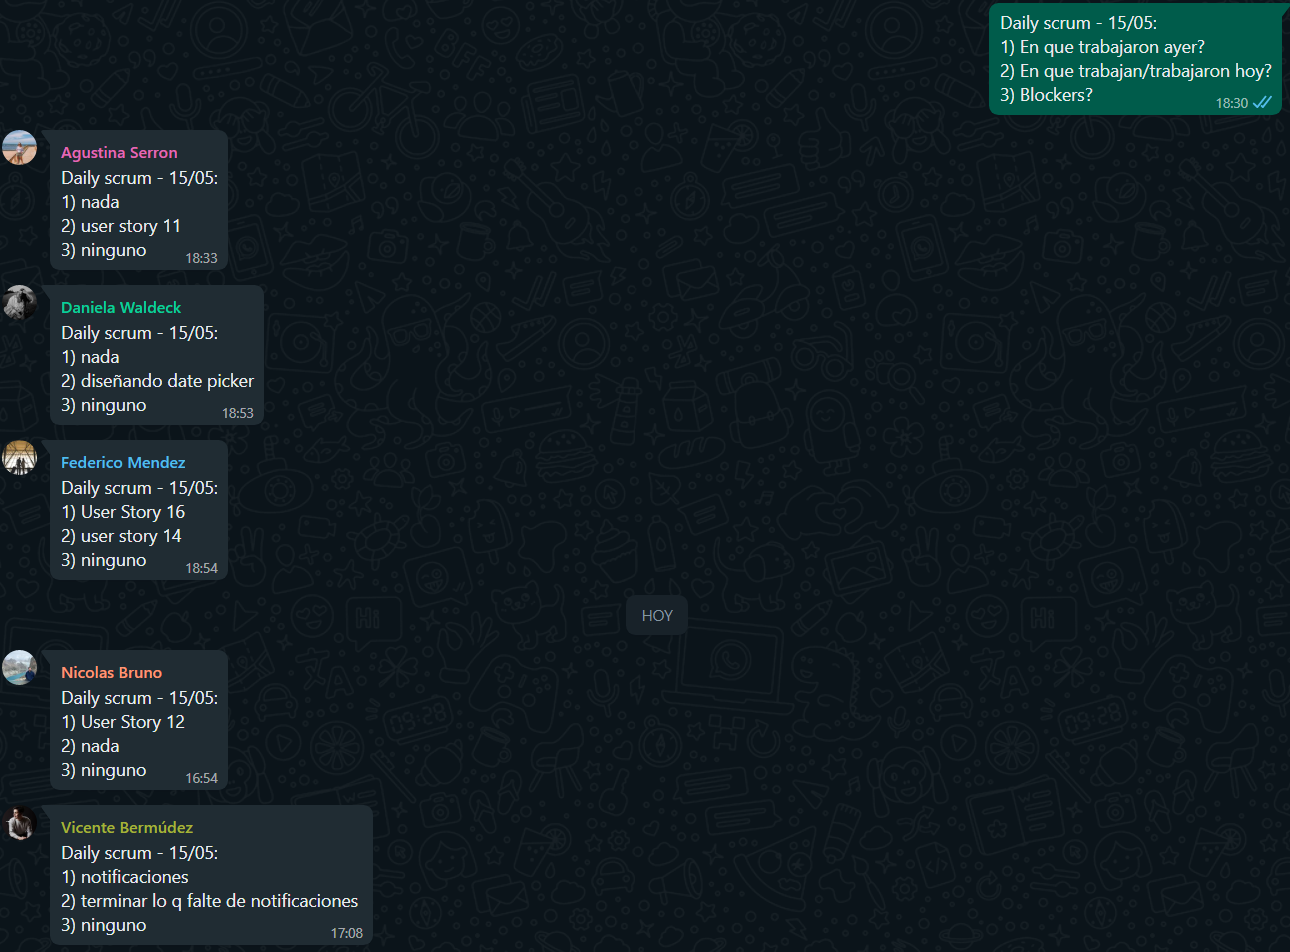 Daily scrum - 15/05:
1) En que trabajaron ayer?
2) En que trabajan/trabajaron hoy?
3) Blockers?
18:30
Agustina Serron
Daily scrum - 15/05:
1) nada
2) user story 11
3) ninguno
18:33
Daniela Waldeck
Daily scrum - 15/05:
1) nada
2) diseñando date picker
3) ninguno
18:53
Federico Mendez
Daily scrum - 15/05:
1) User Story 16
2) user story 14
3) ninguno
18:54
HOY
Nicolas Bruno
Daily scrum - 15/05:
1) User Story 12
2) nada
3) ninguno
16:54
Vicente Bermúdez
Daily scrum - 15/05:
1) notificaciones
2) terminar lo q falte de notificaciones
3) ninguno
17:08